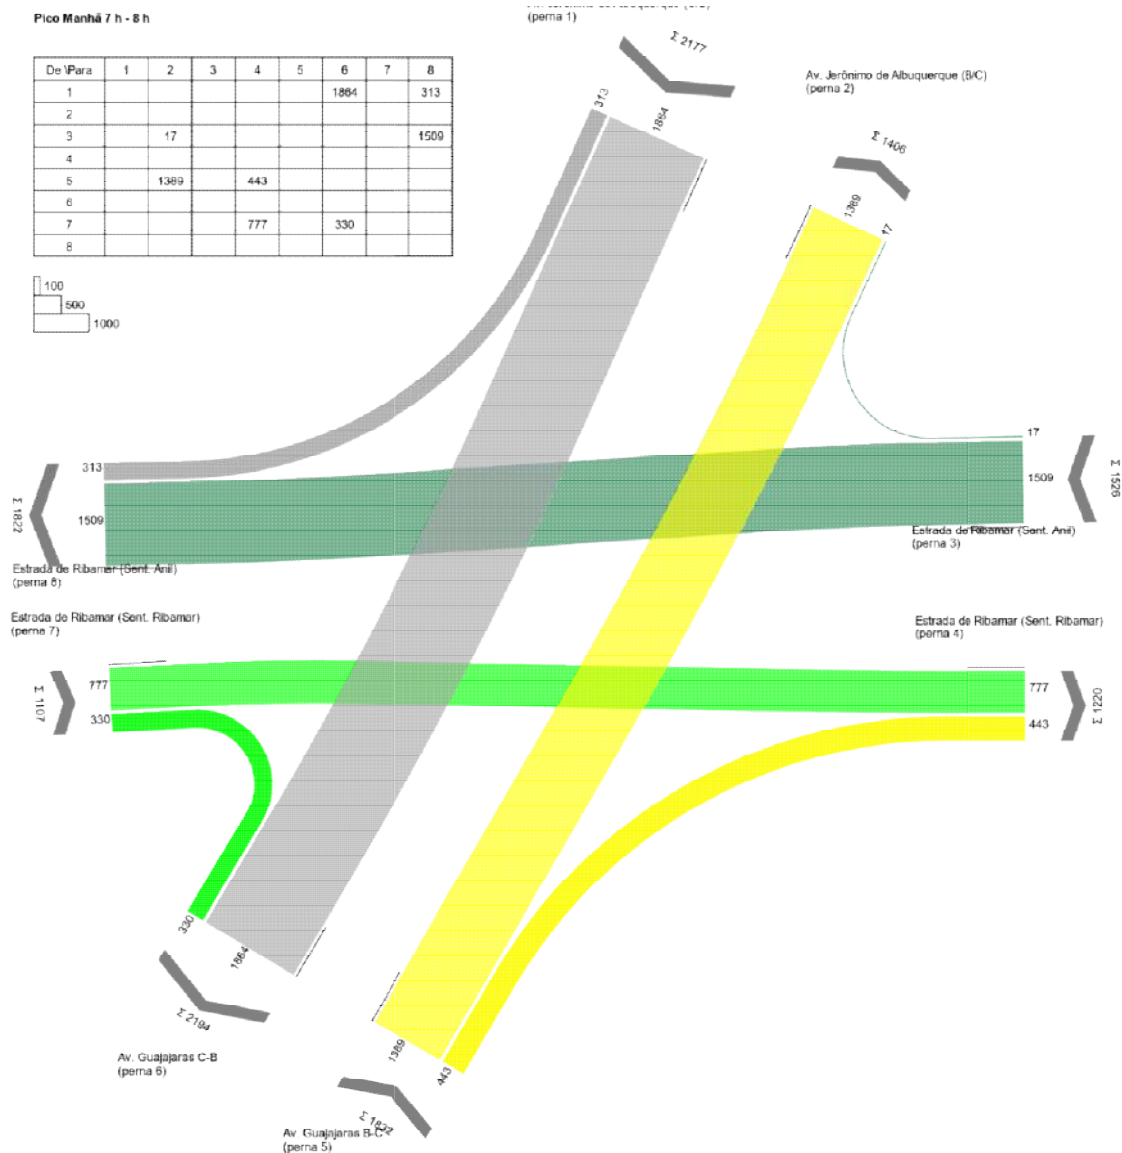 Pico Manhã 7 h - 8 h
(perna 1)
De \Para 1 2 3 4 5 6 7 8
1 1864 313
2
3 17 1509
4
5 1389 443
6
7 777 330
8
100
500
1000
Σ 2177
313
1864
Av. Jerônimo de Albuquerque (B/C)
(perna 2)
Σ 1406
1389
17
313
1509
Σ 1822
17
1509
Σ 1526
Estrada de Ribamar (Sent. Anil)
(perna 3)
Estrada de Ribamar (Sent. Anil)
(perna 8)
Estrada de Ribamar (Sent. Ribamar)
(perna 7)
Estrada de Ribamar (Sent. Ribamar)
(perna 4)
777
330
Σ 1107
777
443
Σ 1220
330
1864
Σ 2194
Av. Guajajaras C-B
(perna 6)
1389
443
Σ 1832
Av. Guajajaras B-C
(perna 5)